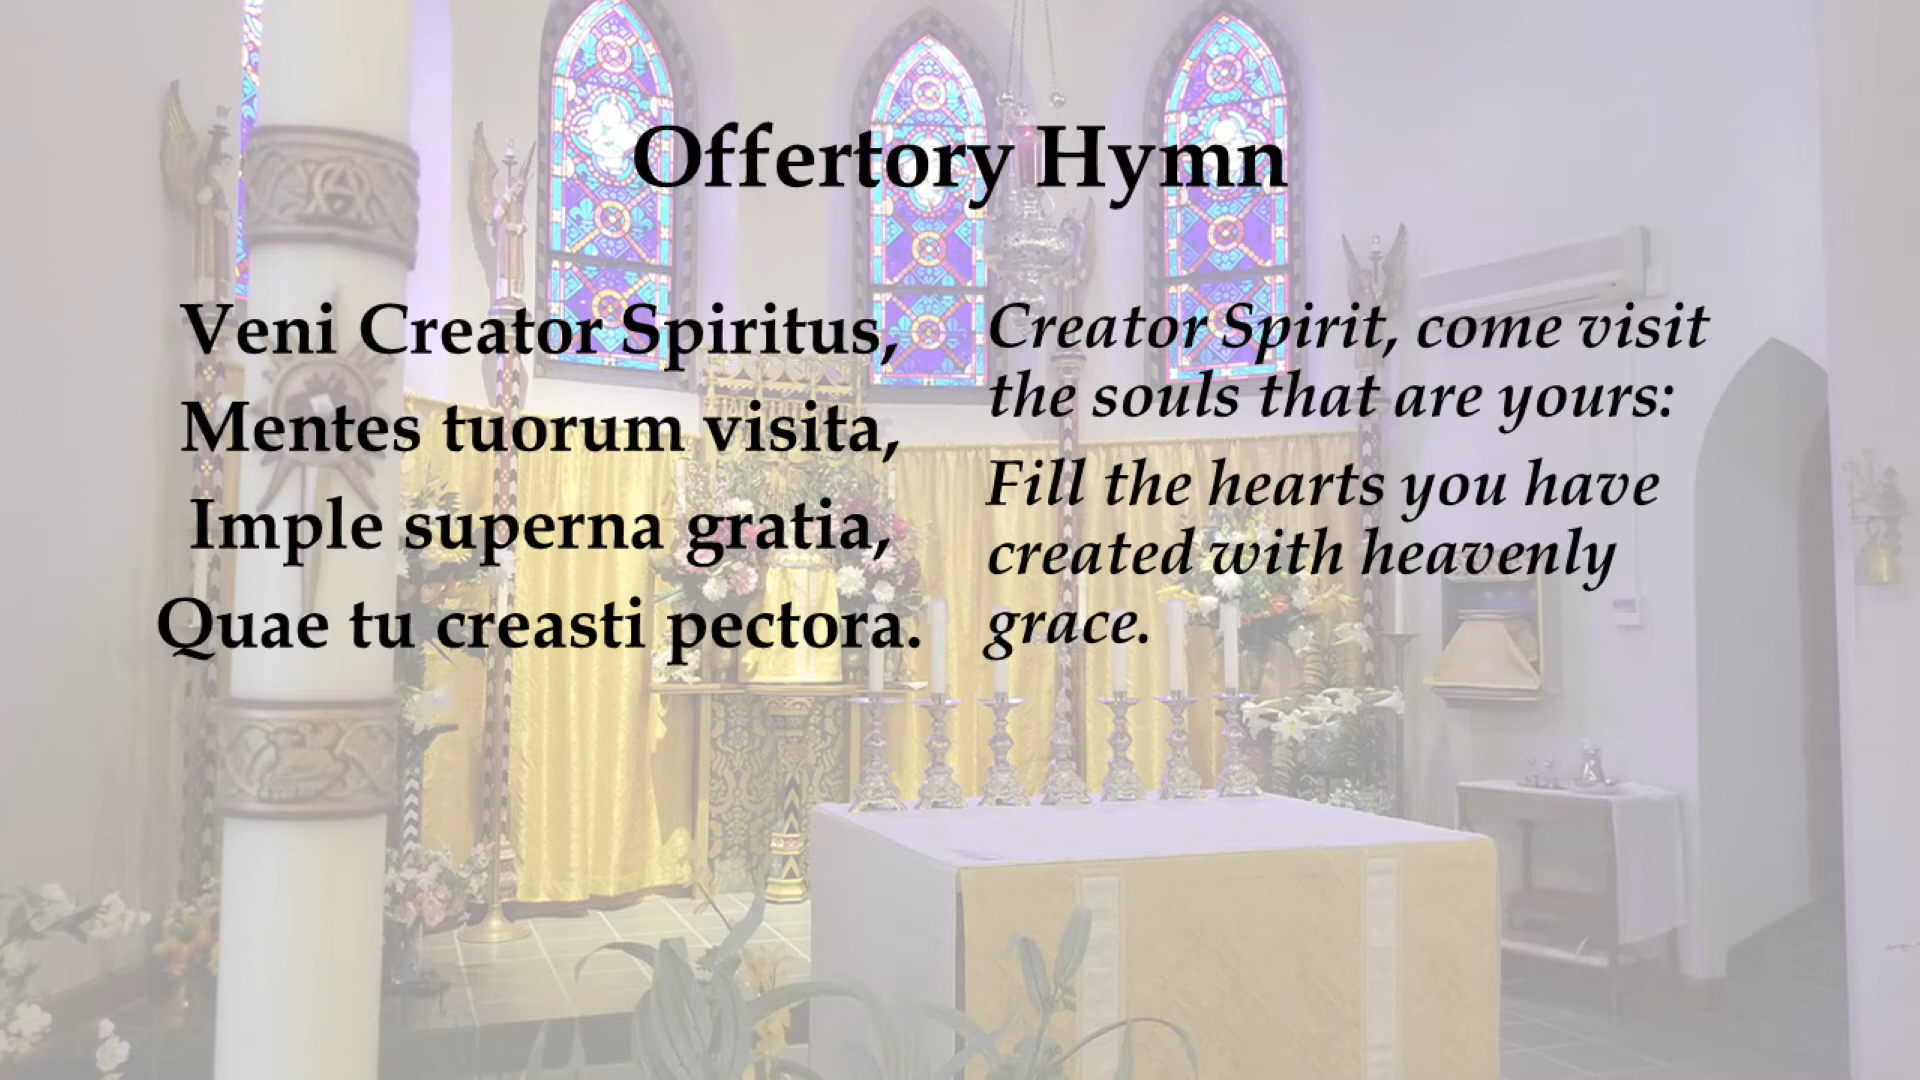 Offertory Hymn
Veni Creator Spiritus,
Mentes tuorum visita,
Imple superna gratia,
Quae tu creasti pectora.
Creator Spirit, come visit
the souls that are yours:
Fill the hearts you have
created with heavenly
grace.